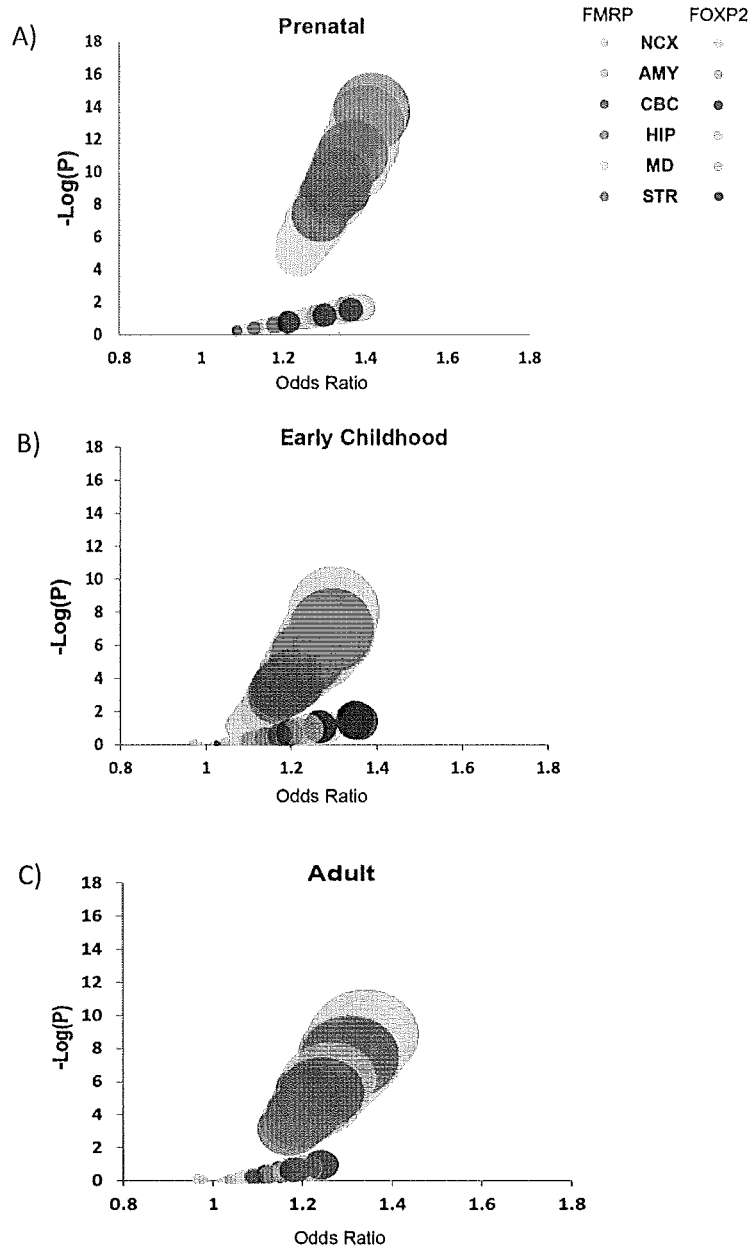 A)
Prenatal
FMRP FOXP2
NCX
AMY
CBC
HIP
MD
STR
18
16
14
12
10
8
6
4
2
0
-Log(P)
0.8 1 1.2 1.4 1.6 1.8
Odds Ratio
B)
Early Childhood
18
16
14
12
10
8
6
4
2
0
-Log(P)
0.8 1 1.2 1.4 1.6 1.8
Odds Ratio
C)
Adult
18
16
14
12
10
8
6
4
2
0
-Log(P)
0.8 1 1.2 1.4 1.6 1.8
Odds Ratio